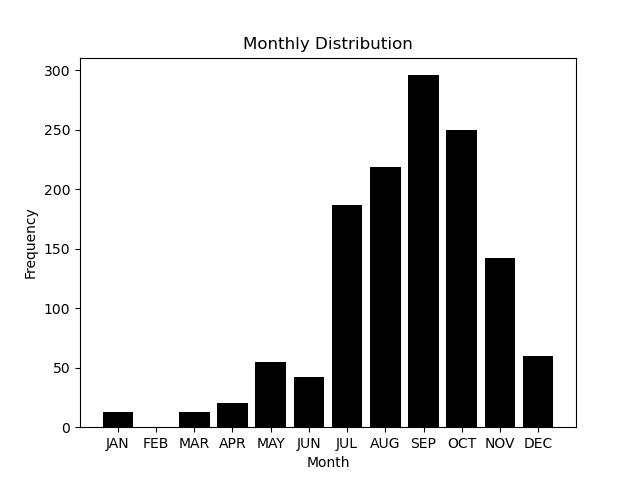 Monthly Distribution
Frequency
300
250
200
150
100
50
0
JAN FEB MAR APR MAY JUN JUL AUG SEP OCT NOV DEC
Month